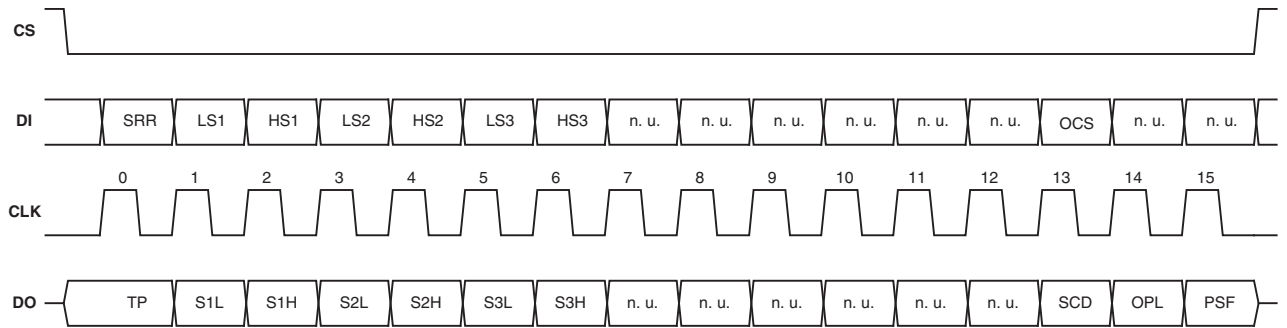 CS
DI SRR LS1 HS1 LS2 HS2 LS3 HS3 n. u. n. u. n. u. n. u. n. u. n. u. OCS n. u. n. u.
0 1 2 3 4 5 6 7 8 9 10 11 12 13 14 15
CLK
DO TP S1L S1H S2L S2H S3L S3H n. u. n. u. n. u. n. u. n. u. n. u. SCD OPL PSF